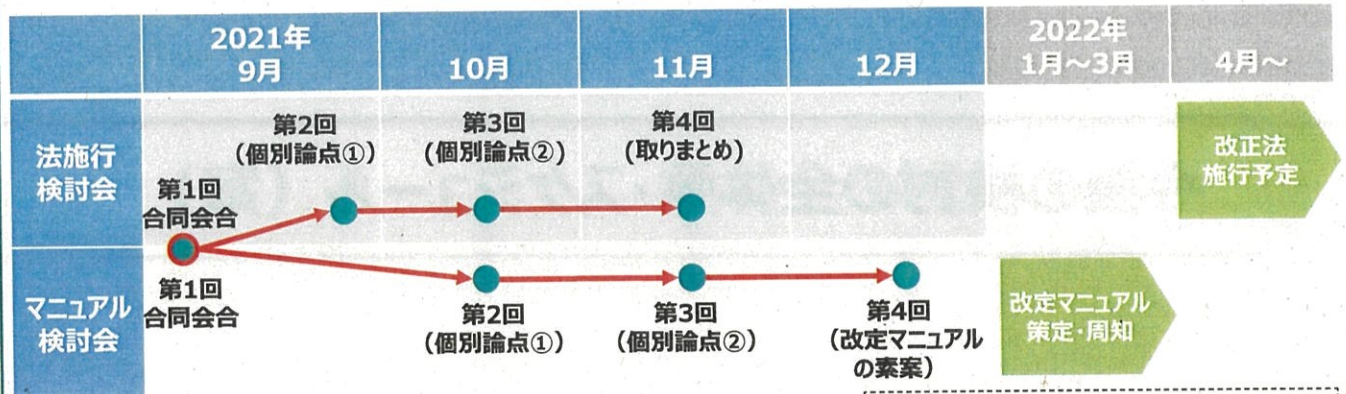 2021年
9月
10月
11月
12月
2022年
1月～3月
4月～
法施行
検討会
第1回
合同会合
第2回
（個別論点①）
第3回
（個別論点②）
第4回
（取りまとめ）
改正法
施行予定
マニュアル
検討会
第1回
合同会合
第2回
（個別論点①）
第3回
（個別論点②）
第4回
（改定マニュアル
の素案）
改定マニュアル
策定・周知